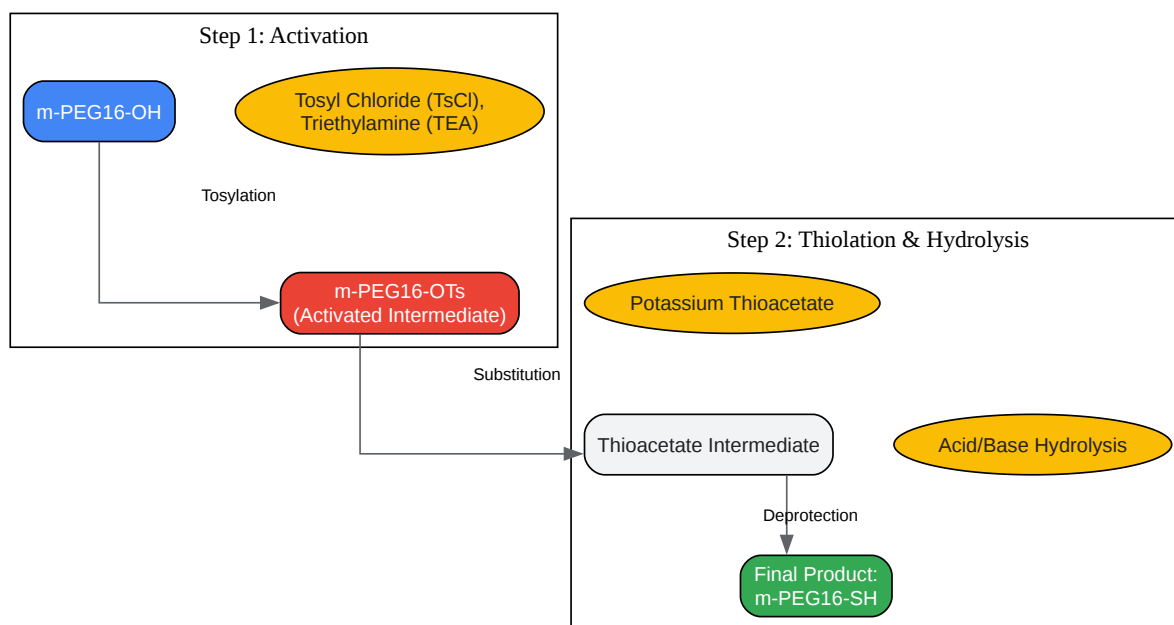 Step 1: Activation
m-PEG16-OH
Tosyl Chloride (TsCl),
Triethylamine (TEA)
Tosylation
m-PEG16-OTs
(Activated Intermediate)
Step 2: Thiolation & Hydrolysis
Potassium Thioacetate
Substitution
Thioacetate Intermediate
Acid/Base Hydrolysis
Deprotection
Final Product:
m-PEG16-SH